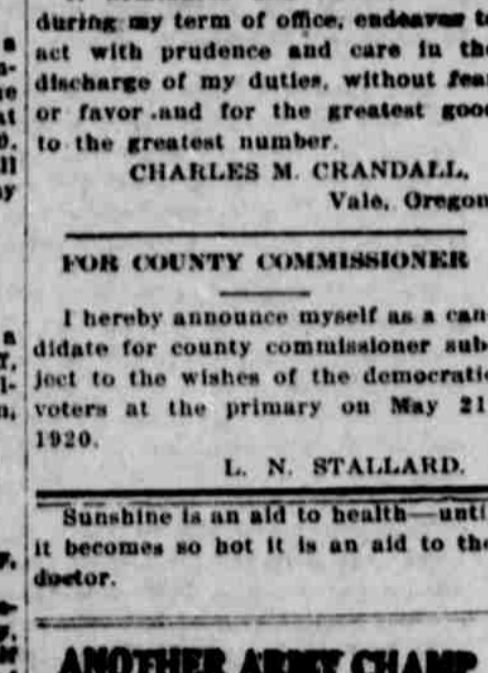 during my term of office, endeavor to
act with prudence and care in the
discharge of my duties, without fear
or favor .and for the greatest good
to the greatest number.
CHARLES M. CRANDALL,
Vale, Oregon
FOR COUNTY COMMISSIONER
I hereby announce myself as a can-
didate for county commissioner sub-
ject to the wishes of the democratic
voters at the primary on May 21
1920.
L. N. STALLARD.
Sunshine is an aid to health—until
it becomes so hot it is an aid to the
doctor.
ANOTHER ARMY CHAMP